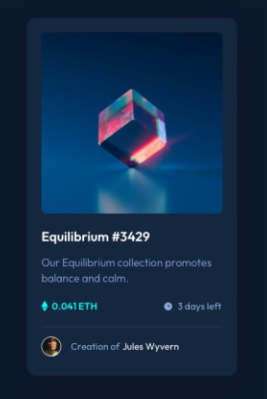 Equilibrium #3429
Our Equilibrium collection promotes
balance and calm.
0.041 ETH
3 days left
Creation of Jules Wyvern